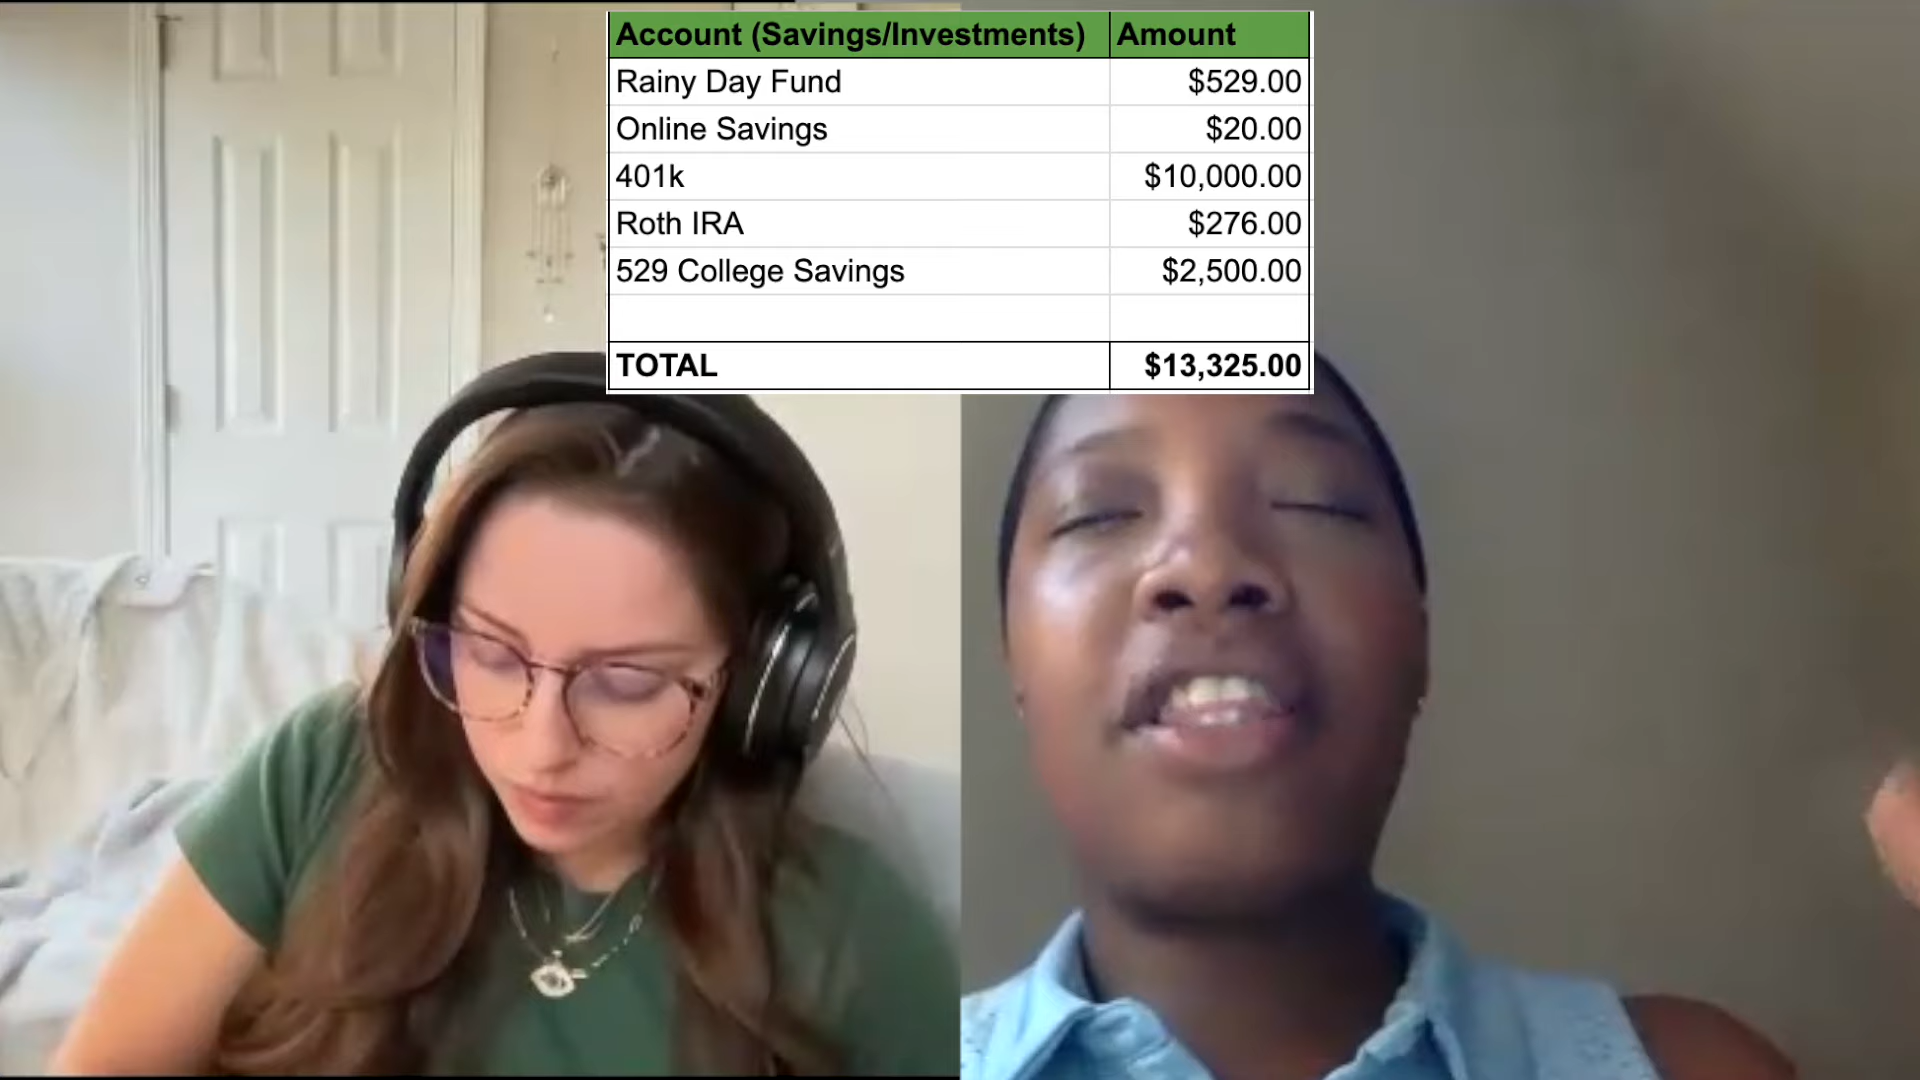 Account (Savings/Investments) Amount
Rainy Day Fund $529.00
Online Savings $20.00
401k $10,000.00
Roth IRA $276.00
529 College Savings $2,500.00
TOTAL $13,325.00